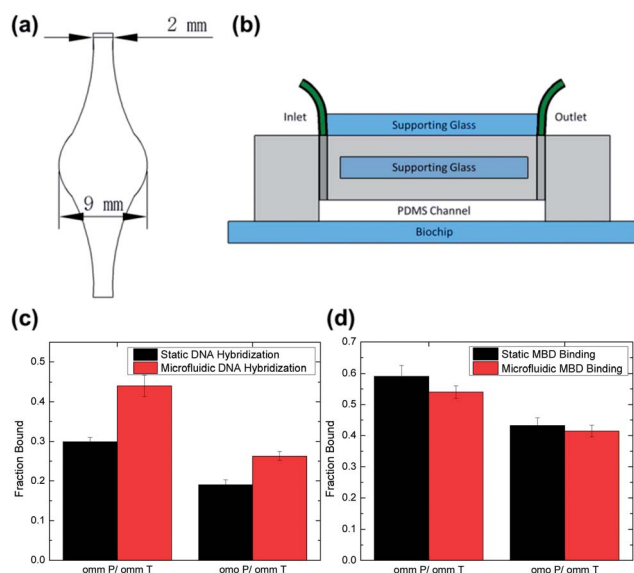 (a)
2 mm
9 mm
(b)
Inlet
Outlet
Supporting Glass
Supporting Glass
PDMS Channel
Biochip
(c)
Static DNA Hybridization
Microfluidic DNA Hybridization
Fraction Bound
0.5
0.4
0.3
0.2
0.1
0.0
omm P/ omm T
omo P/ omm T
(d)
Static MBD Binding
Microfluidic MBD Binding
Fraction Bound
0.7
0.6
0.5
0.4
0.3
0.2
0.1
0.0
omm P/ omm T
omo P/ omm T